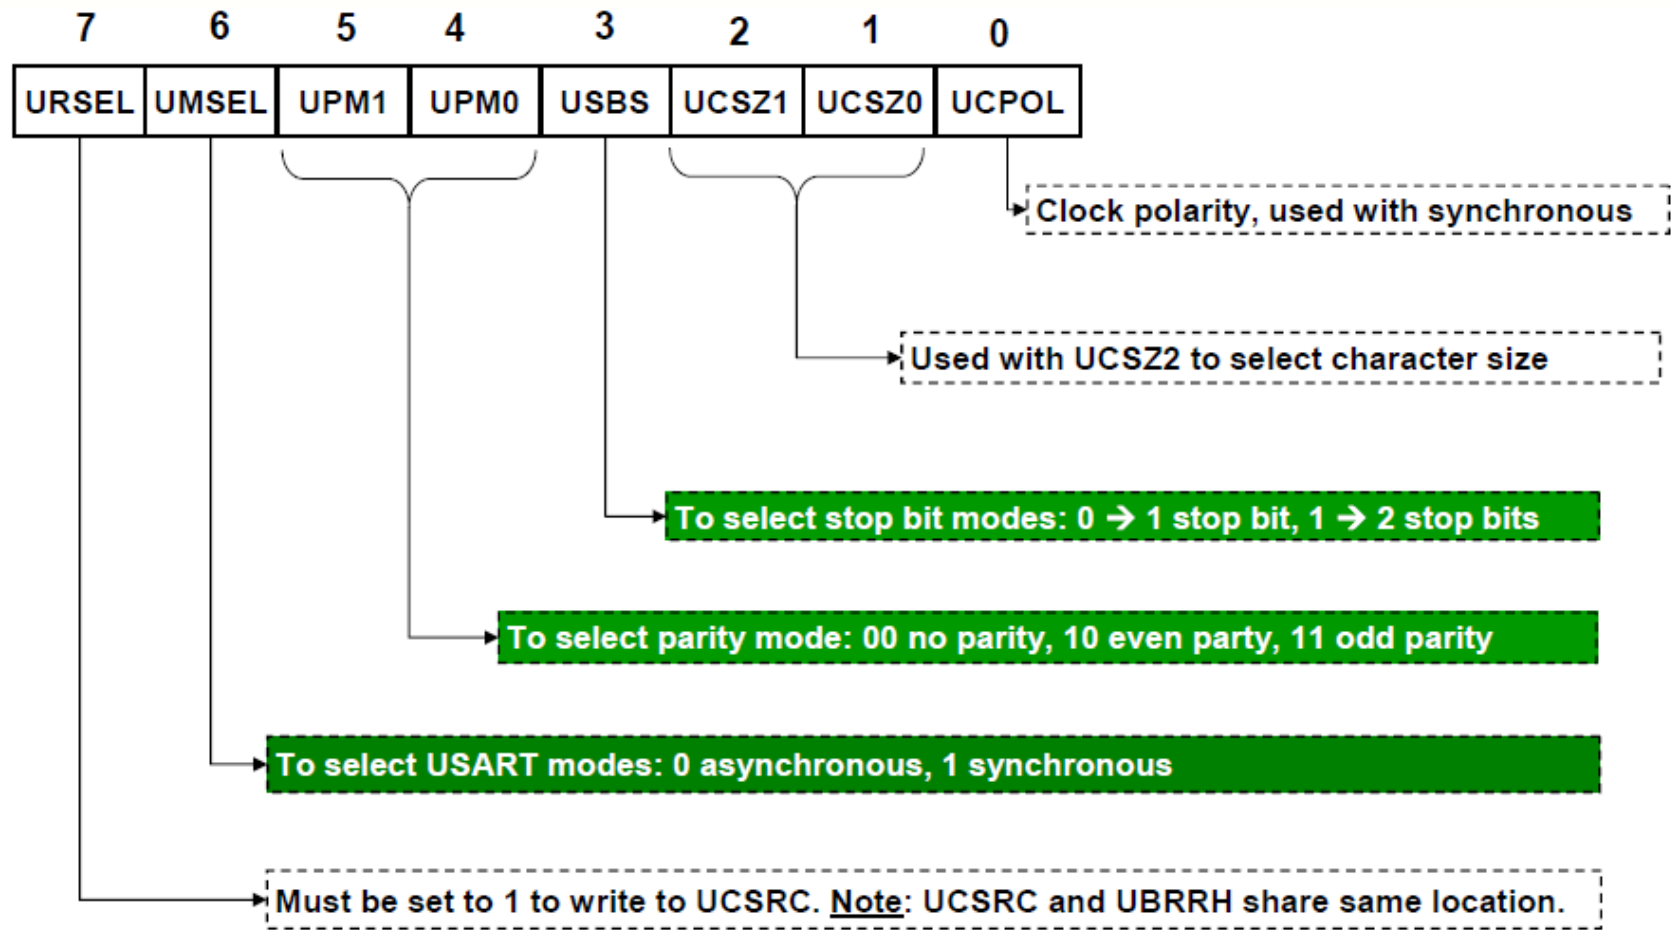 7 6 5 4 3 2 1 0
URSEL UMSEL UPM1 UPM0 USBS UCSZ1 UCSZ0 UCPOL
Clock polarity, used with synchronous
Used with UCSZ2 to select character size
To select stop bit modes: 0 → 1 stop bit, 1 → 2 stop bits
To select parity mode: 00 no parity, 10 even party, 11 odd parity
To select USART modes: 0 asynchronous, 1 synchronous
Must be set to 1 to write to UCSRC. Note: UCSRC and UBRRH share same location.